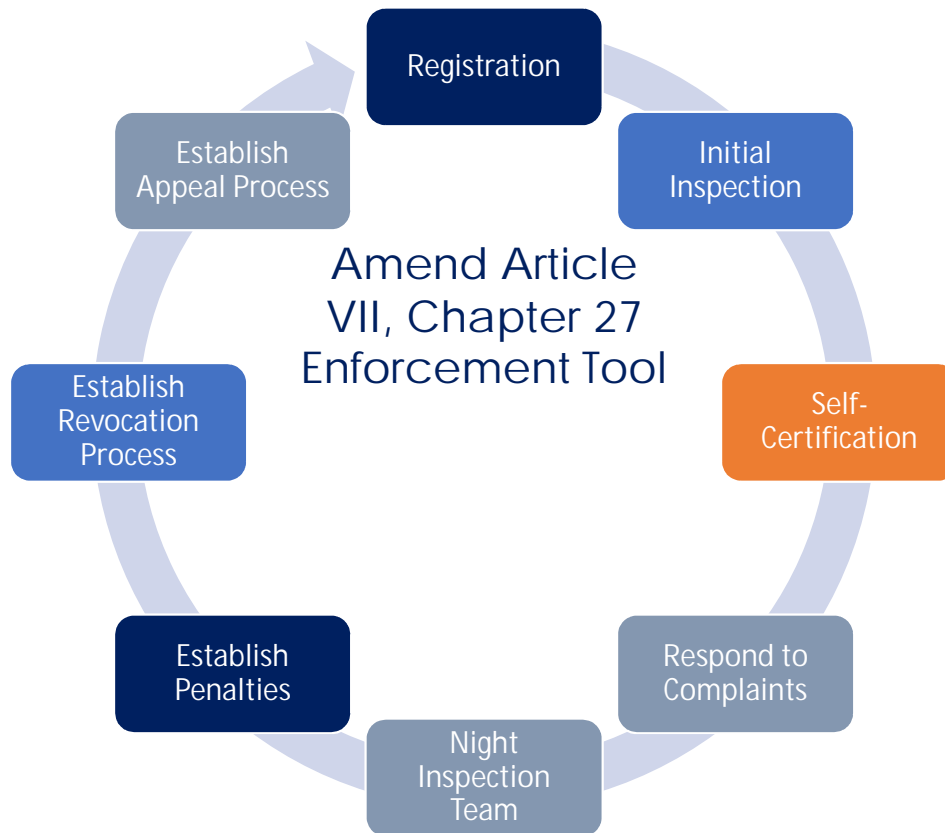 Registration
Initial
Inspection
Self-
Certification
Respond to
Complaints
Night
Inspection
Team
Establish
Penalties
Establish
Revocation
Process
Establish
Appeal Process
Amend Article
VII, Chapter 27
Enforcement Tool